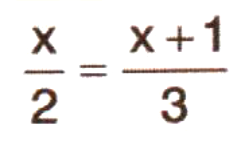 x/2 = x+1/3